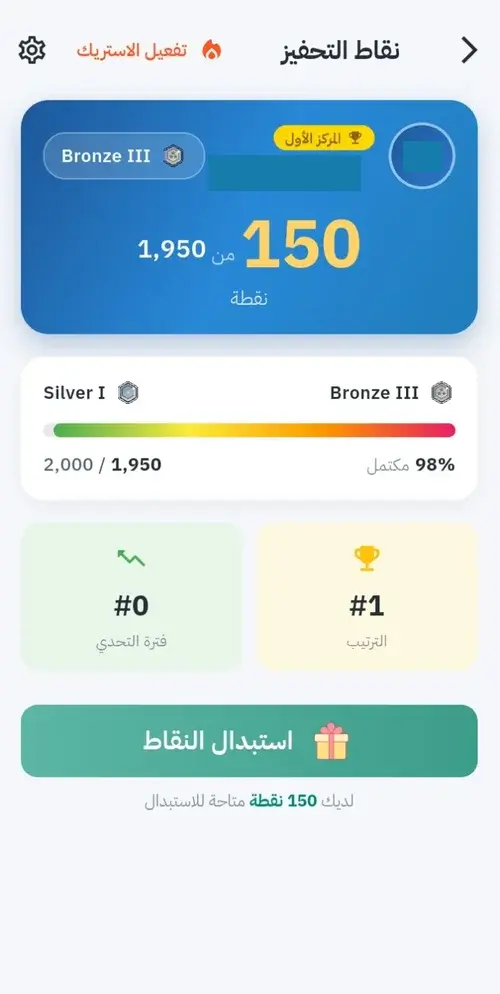 نقاط التحفيز
تفعيل الاستريك
المركز الأول
Bronze III
150 من 1,950
نقطة
Bronze III
Silver I
98% مكتمل
1,950 / 2,000
#1
الترتيب
#0
فترة التحدي
استبدال النقاط
لديك 150 نقطة متاحة للاستبدال